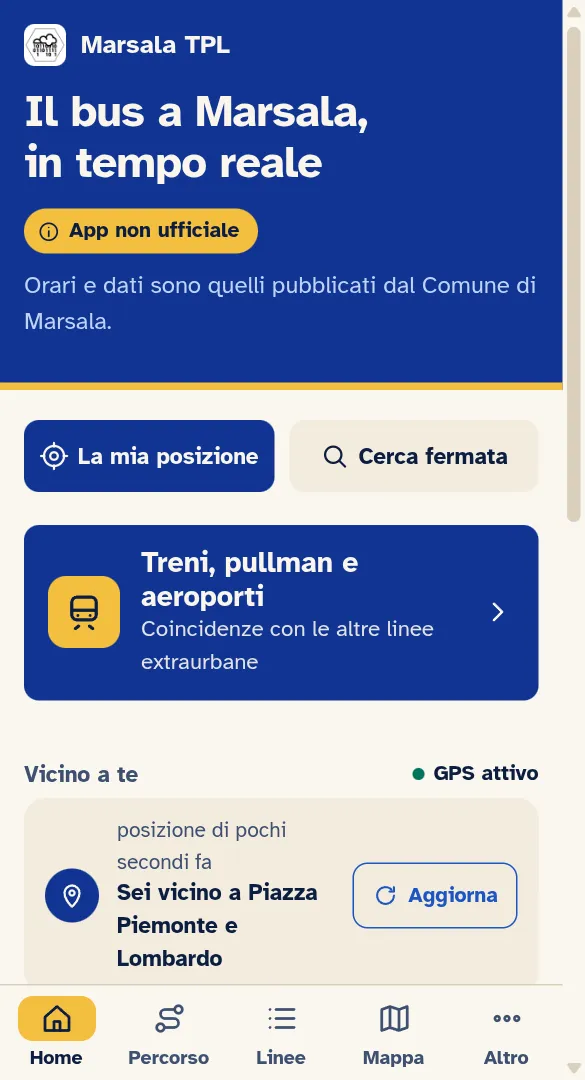 Marsala TPL
Il bus a Marsala,
in tempo reale
App non ufficiale
Orari e dati sono quelli pubblicati dal Comune di
Marsala.
La mia posizione
Cerca fermata
Treni, pullman e
aeroporti
Coincidenze con le altre linee
extraurbane
Vicino a te
GPS attivo
posizione di pochi
secondi fa
Sei vicino a Piazza
Piemonte e
Lombardo
Aggiorna
Home
Percorso
Linee
Mappa
Altro